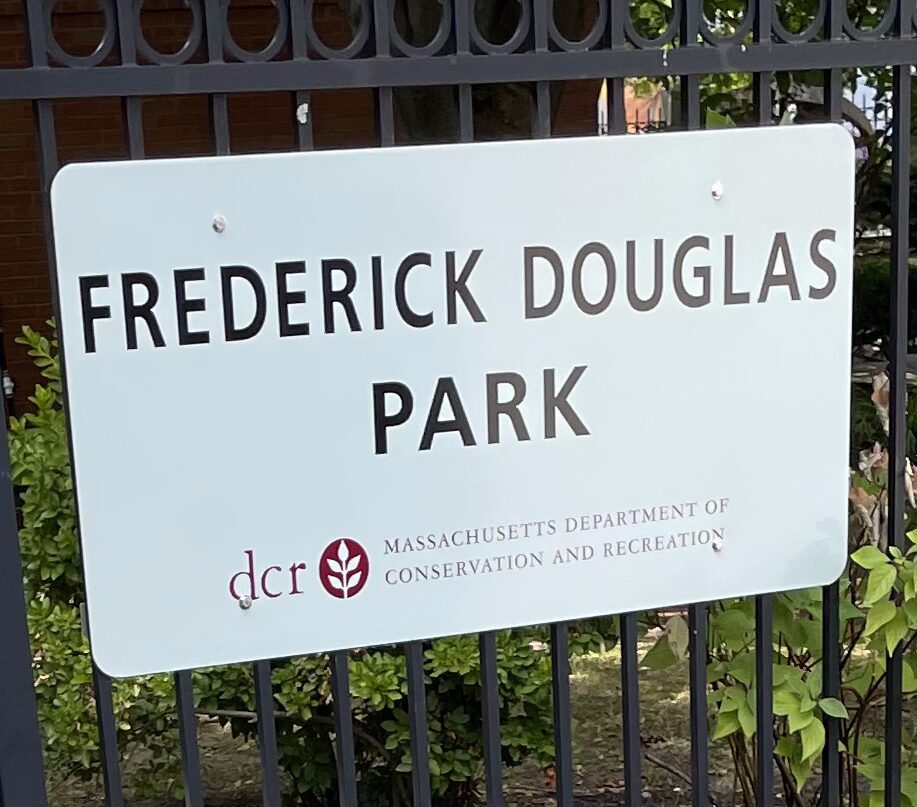 FREDERICK DOUGLAS
PARK
dcr MASSACHUSETTS DEPARTMENT OF
CONSERVATION AND RECREATION